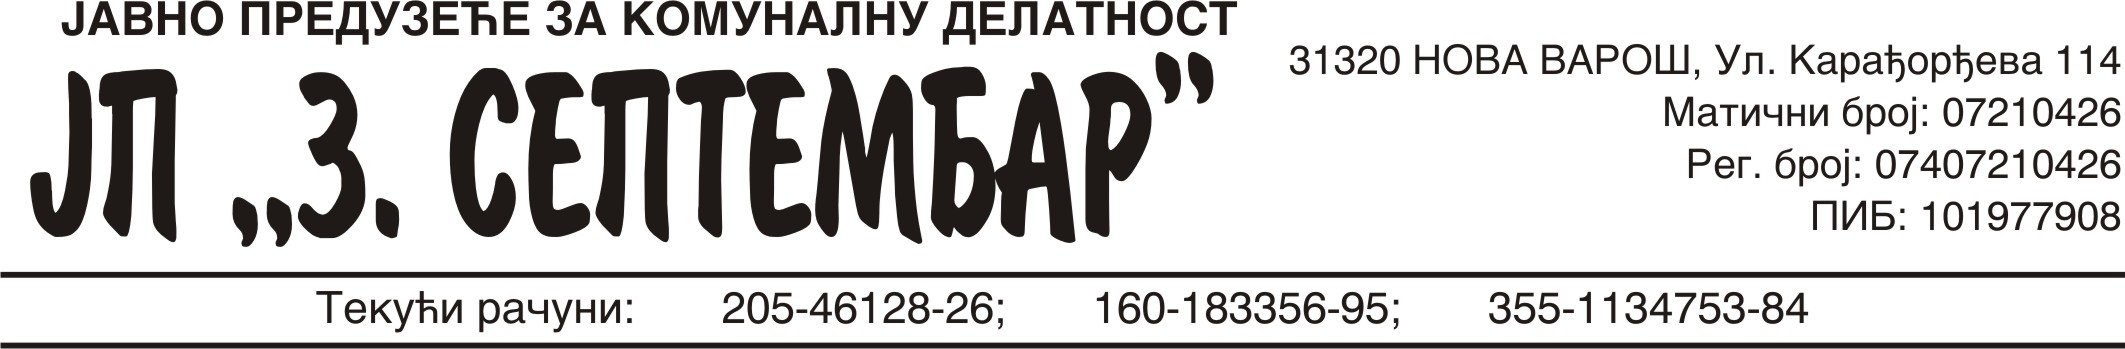 ЈАВНО ПРЕДУЗЕЋЕ ЗА КОМУНАЛНУ ДЕЛАТНОСТ
ЈП „3. СЕПТЕМБАР”
31320 НОВА ВАРОШ, Ул. Карађорђева 114
Матични број: 07210426
Рег. број: 07407210426
ПИБ: 101977908
Текући рачуни: 205-46128-26; 160-183356-95; 355-1134753-84